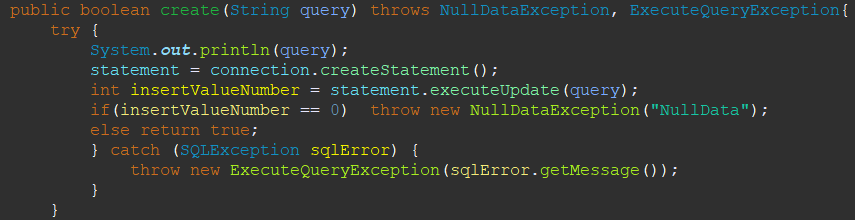 public boolean create(String query) throws NullDataException, ExecuteQueryException{
    try {
        System.out.println(query);
        statement = connection.createStatement();
        int insertValueNumber = statement.executeUpdate(query);
        if(insertValueNumber == 0)  throw new NullDataException("NullData");
        else return true;
        } catch (SQLException sqlError) {
            throw new ExecuteQueryException(sqlError.getMessage());
        }
    }